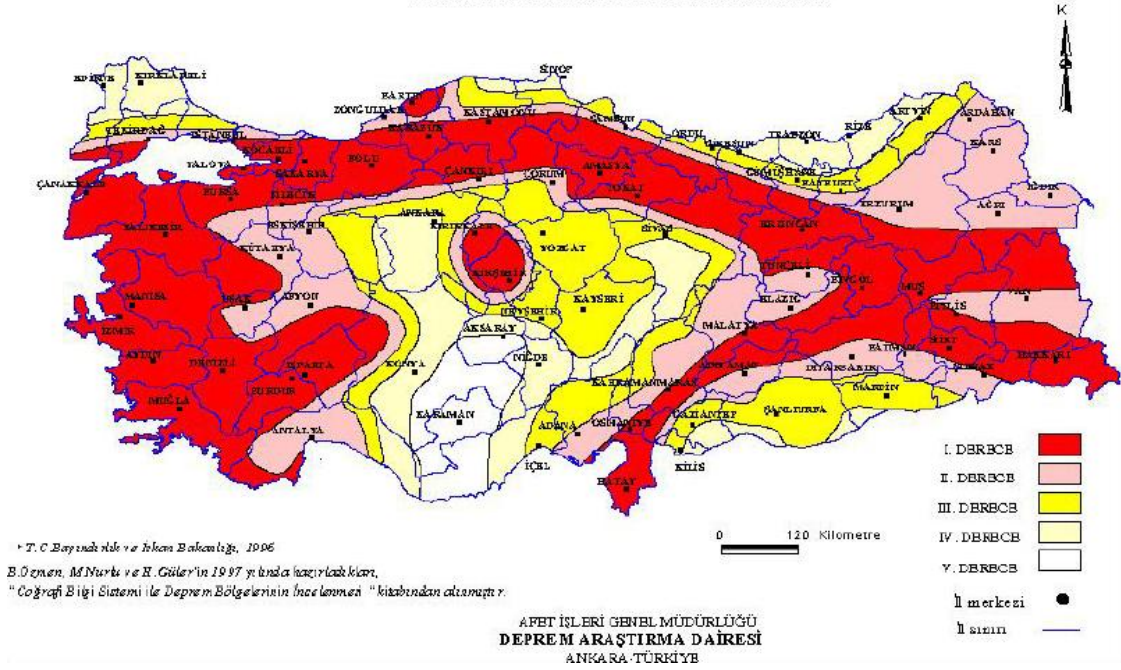 K
SİNOP
EDİRNE
KIRKLARELİ
BARTIN
ZONGULDAK
KASTAMONU
ARTVİN
ARDAHAN
TEKİRDAĞ
İSTANBUL
KARABÜK
SAMSUN
ORDU
GİRESUN
TRABZON
RİZE
KARS
KOCAELİ
YALOVA
SAKARYA
BOLU
ÇANKIRI
ÇORUM
AMASYA
TOKAT
GÜMÜŞHANE
BAYBURT
ÇANAKKALE
BURSA
BİLECİK
ERZURUM
IĞDIR
AĞRI
ANKARA
BALIKESİR
ESKİŞEHİR
KIRIKKALE
SİVAS
ERZİNCAN
KÜTAHYA
YOZGAT
KIRŞEHİR
TUNCELİ
BİNGÖL
MUŞ
MANİSA
UŞAK
AFYON
NEVŞEHİR
KAYSERİ
ELAZIĞ
BİTLİS
VAN
İZMİR
AKSARAY
MALATYA
AYDIN
DENİZLİ
ISPARTA
KONYA
NİĞDE
BATMAN
SİİRT
HAKKARİ
BURDUR
KAHRAMANMARAŞ
ADIYAMAN
DİYARBAKIR
ŞIRNAK
MARDİN
MUĞLA
KARAMAN
ANTALYA
ADANA
OSMANİYE
GAZİANTEP
ŞANLIURFA
İÇEL
KİLİS
HATAY
I. DERECE
II. DERECE
III. DERECE
IV. DERECE
V. DERECE
0 120 Kilometre
İl merkezi
İl sınırı
* T.C.Bayındırlık ve İskan Bakanlığı, 1996
B.Özmen, M.Nurlu ve H.Güler'in 1997 yılında hazırladıkları,
"Coğrafi Bilgi Sistemi ile Deprem Bölgelerinin İncelenmesi " kitabından alınmıştır.
AFET İŞLERİ GENEL MÜDÜRLÜĞÜ
DEPREM ARAŞTIRMA DAİRESİ
ANKARA-TÜRKİYE